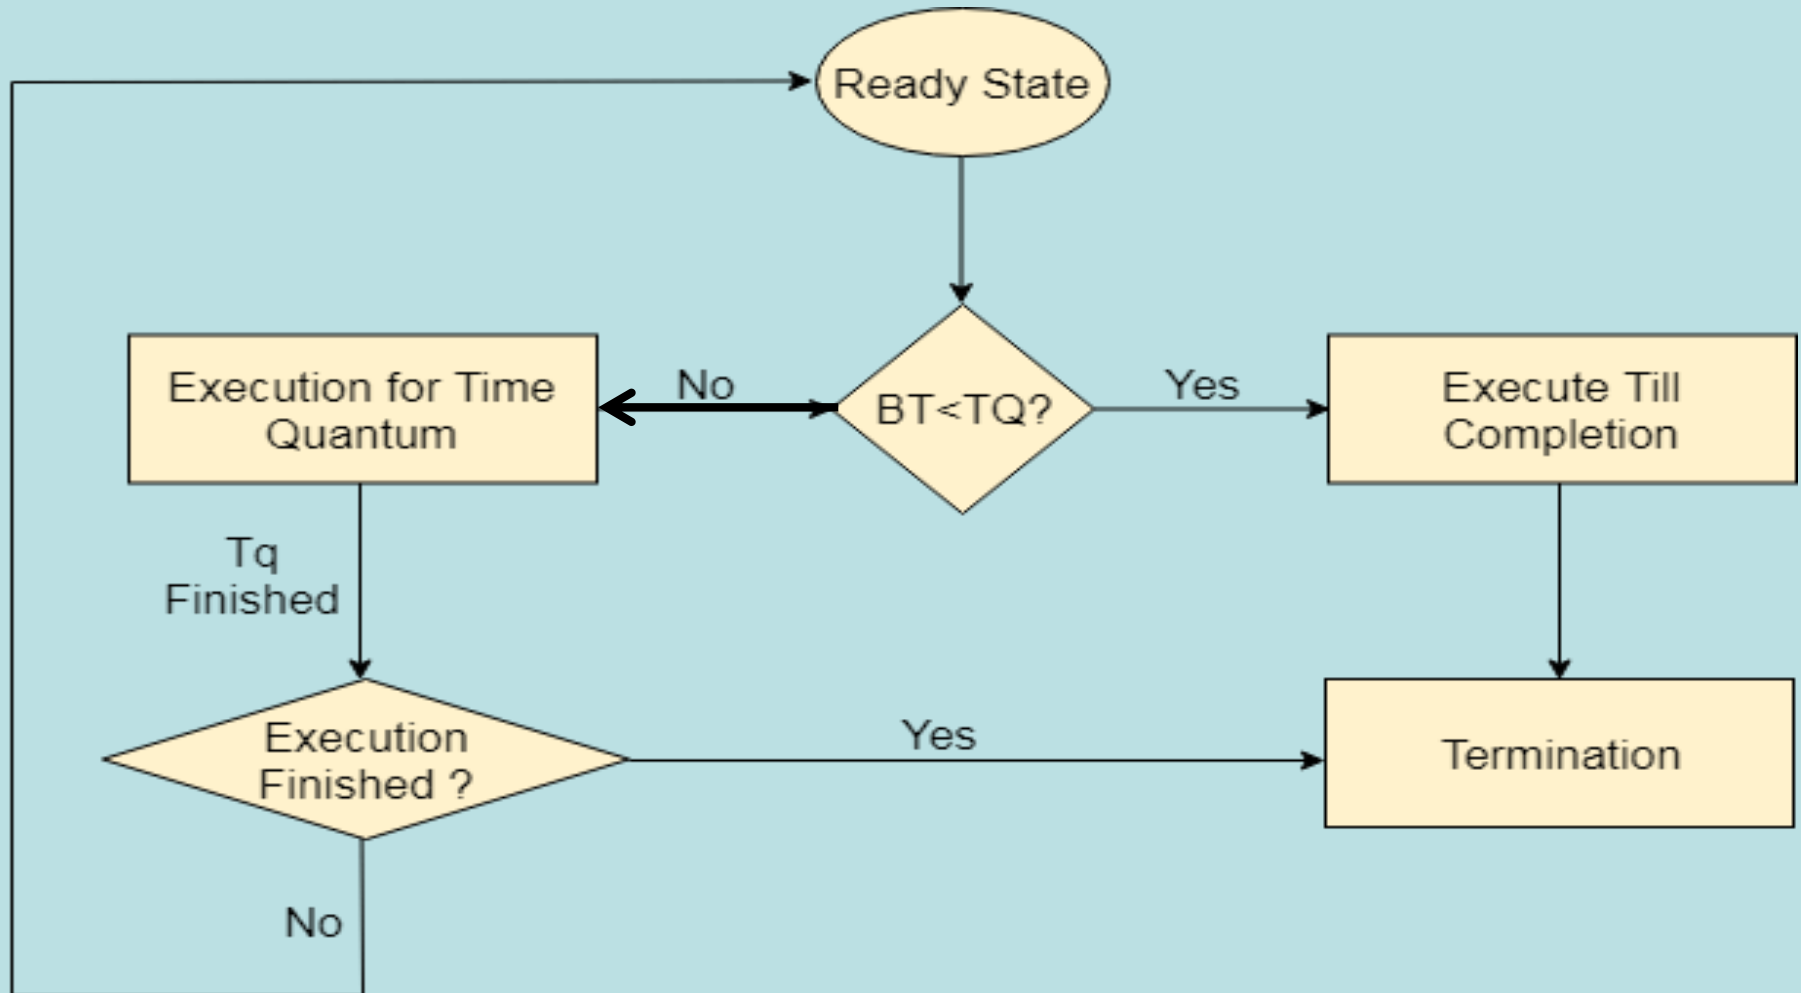 Ready State
Execution for Time
Quantum
No
BT<TQ?
Yes
Execute Till
Completion
Tq
Finished
Execution
Finished ?
Yes
Termination
No